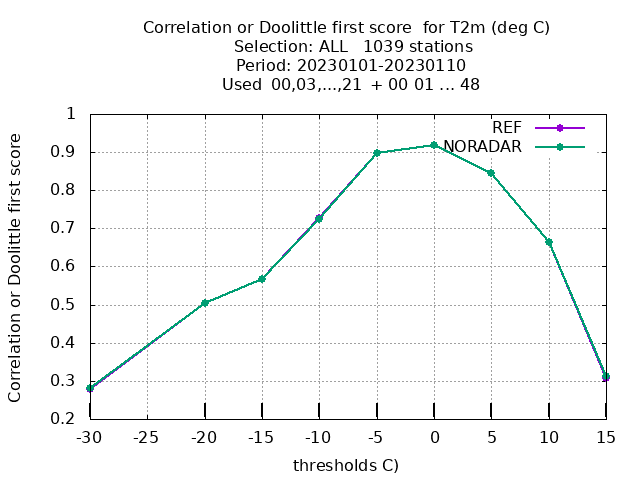 Correlation or Doolittle first score  for T2m (deg C)
Selection: ALL   1039 stations
Period: 20230101-20230110
Used  00,03,...,21  + 00 01 ... 48
Correlation or Doolittle first score
1
0.9
0.8
0.7
0.6
0.5
0.4
0.3
0.2
REF
NORADAR
-30 -25 -20 -15 -10 -5 0 5 10 15
thresholds C)